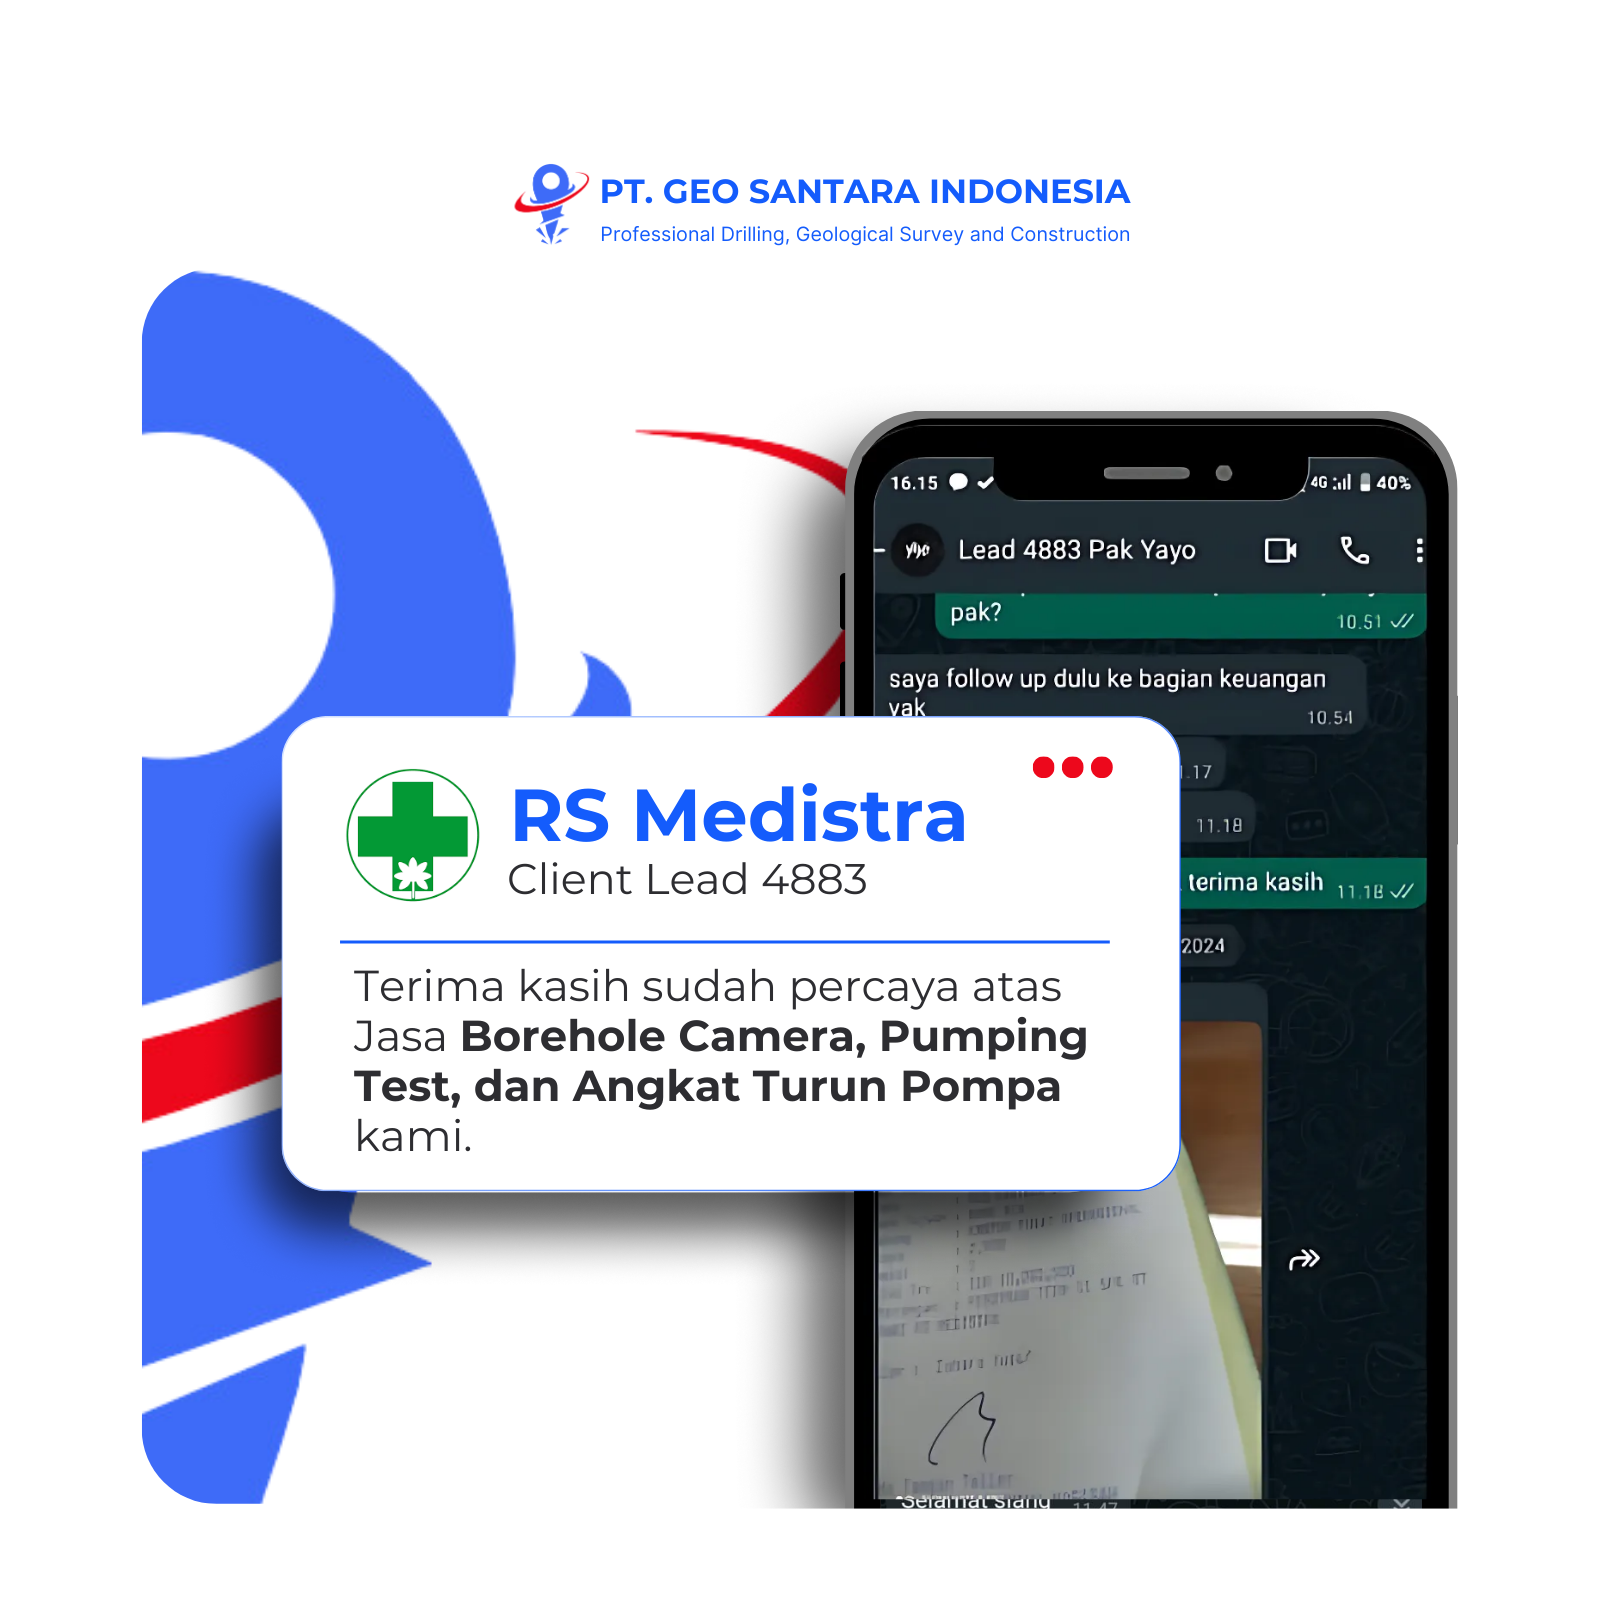 PT. GEO SANTARA INDONESIA
Professional Drilling, Geological Survey and Construction
16.15
4G
40%
Lead 4883 Pak Yayo
pak?
10.51
saya follow up dulu ke bagian keuangan
yak
10.54
.17
11.18
terima kasih
11.18
2024
RS Medistra
Client Lead 4883
Terima kasih sudah percaya atas
Jasa Borehole Camera, Pumping
Test, dan Angkat Turun Pompa
kami.
Selamat siang
11.47